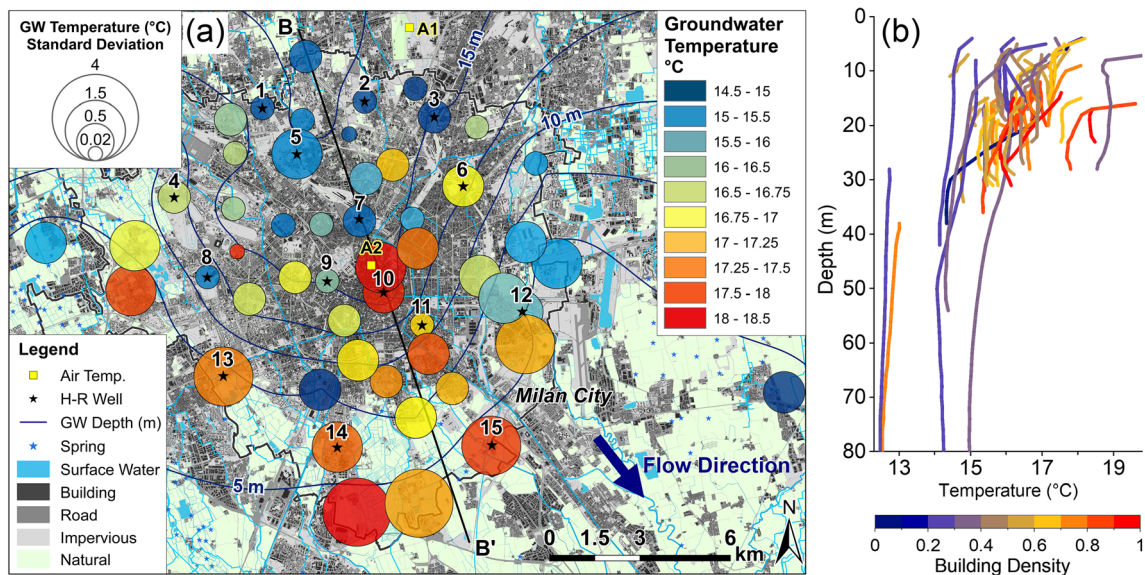 GW Temperature (°C)
Standard Deviation
4
1.5
0.5
0.02
(a)
B
A1
15 m
10 m
1
2
3
4
5
6
7
8
A2
9
10
11
12
13
14
15
5 m
Milan City
Flow Direction
B'
N
0 1.5 3 6
km
Groundwater
Temperature
°C
14.5 - 15
15 - 15.5
15.5 - 16
16 - 16.5
16.5 - 16.75
16.75 - 17
17 - 17.25
17.25 - 17.5
17.5 - 18
18 - 18.5
Legend
Air Temp.
H-R Well
GW Depth (m)
Spring
Surface Water
Building
Road
Impervious
Natural
(b)
0
10
20
30
40
50
60
70
80
Depth (m)
13 15 17 19
Temperature (°C)
0 0.2 0.4 0.6 0.8 1
Building Density